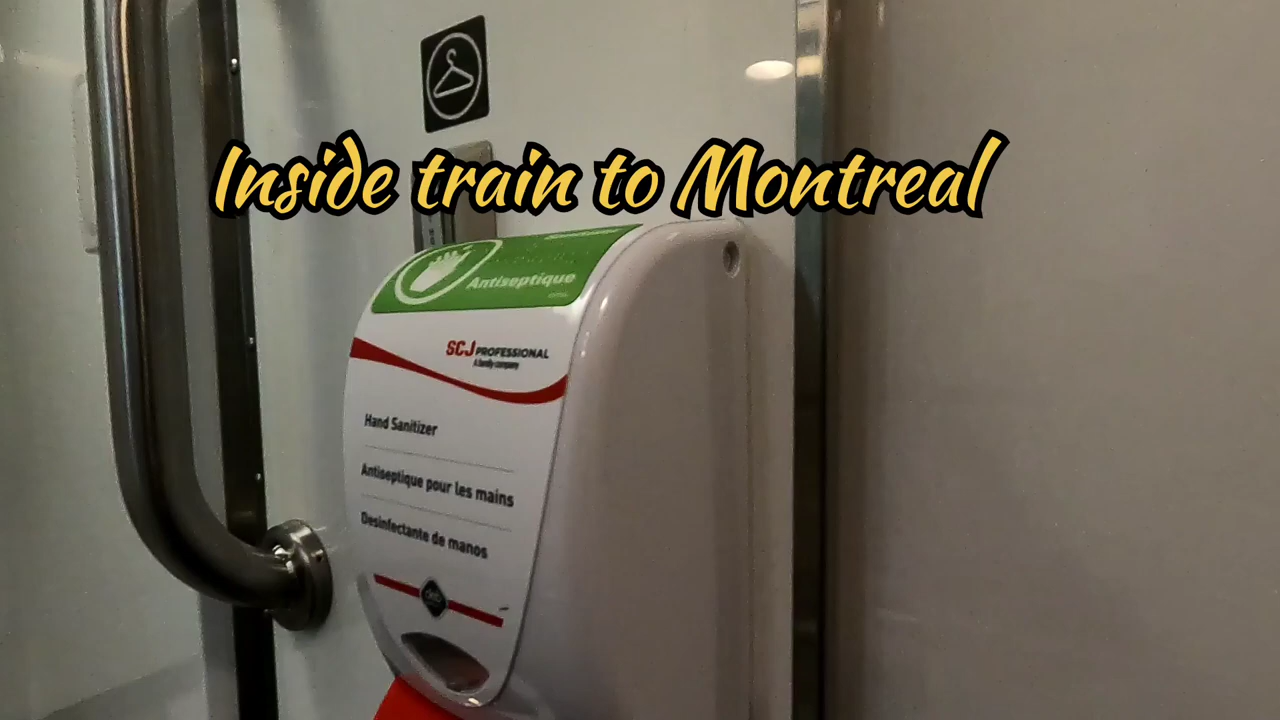 Inside train to Montreal
Antiseptique
SCJ PROFESSIONAL
A family company
Hand Sanitizer
Antiseptique pour les mains
Desinfectante de manos